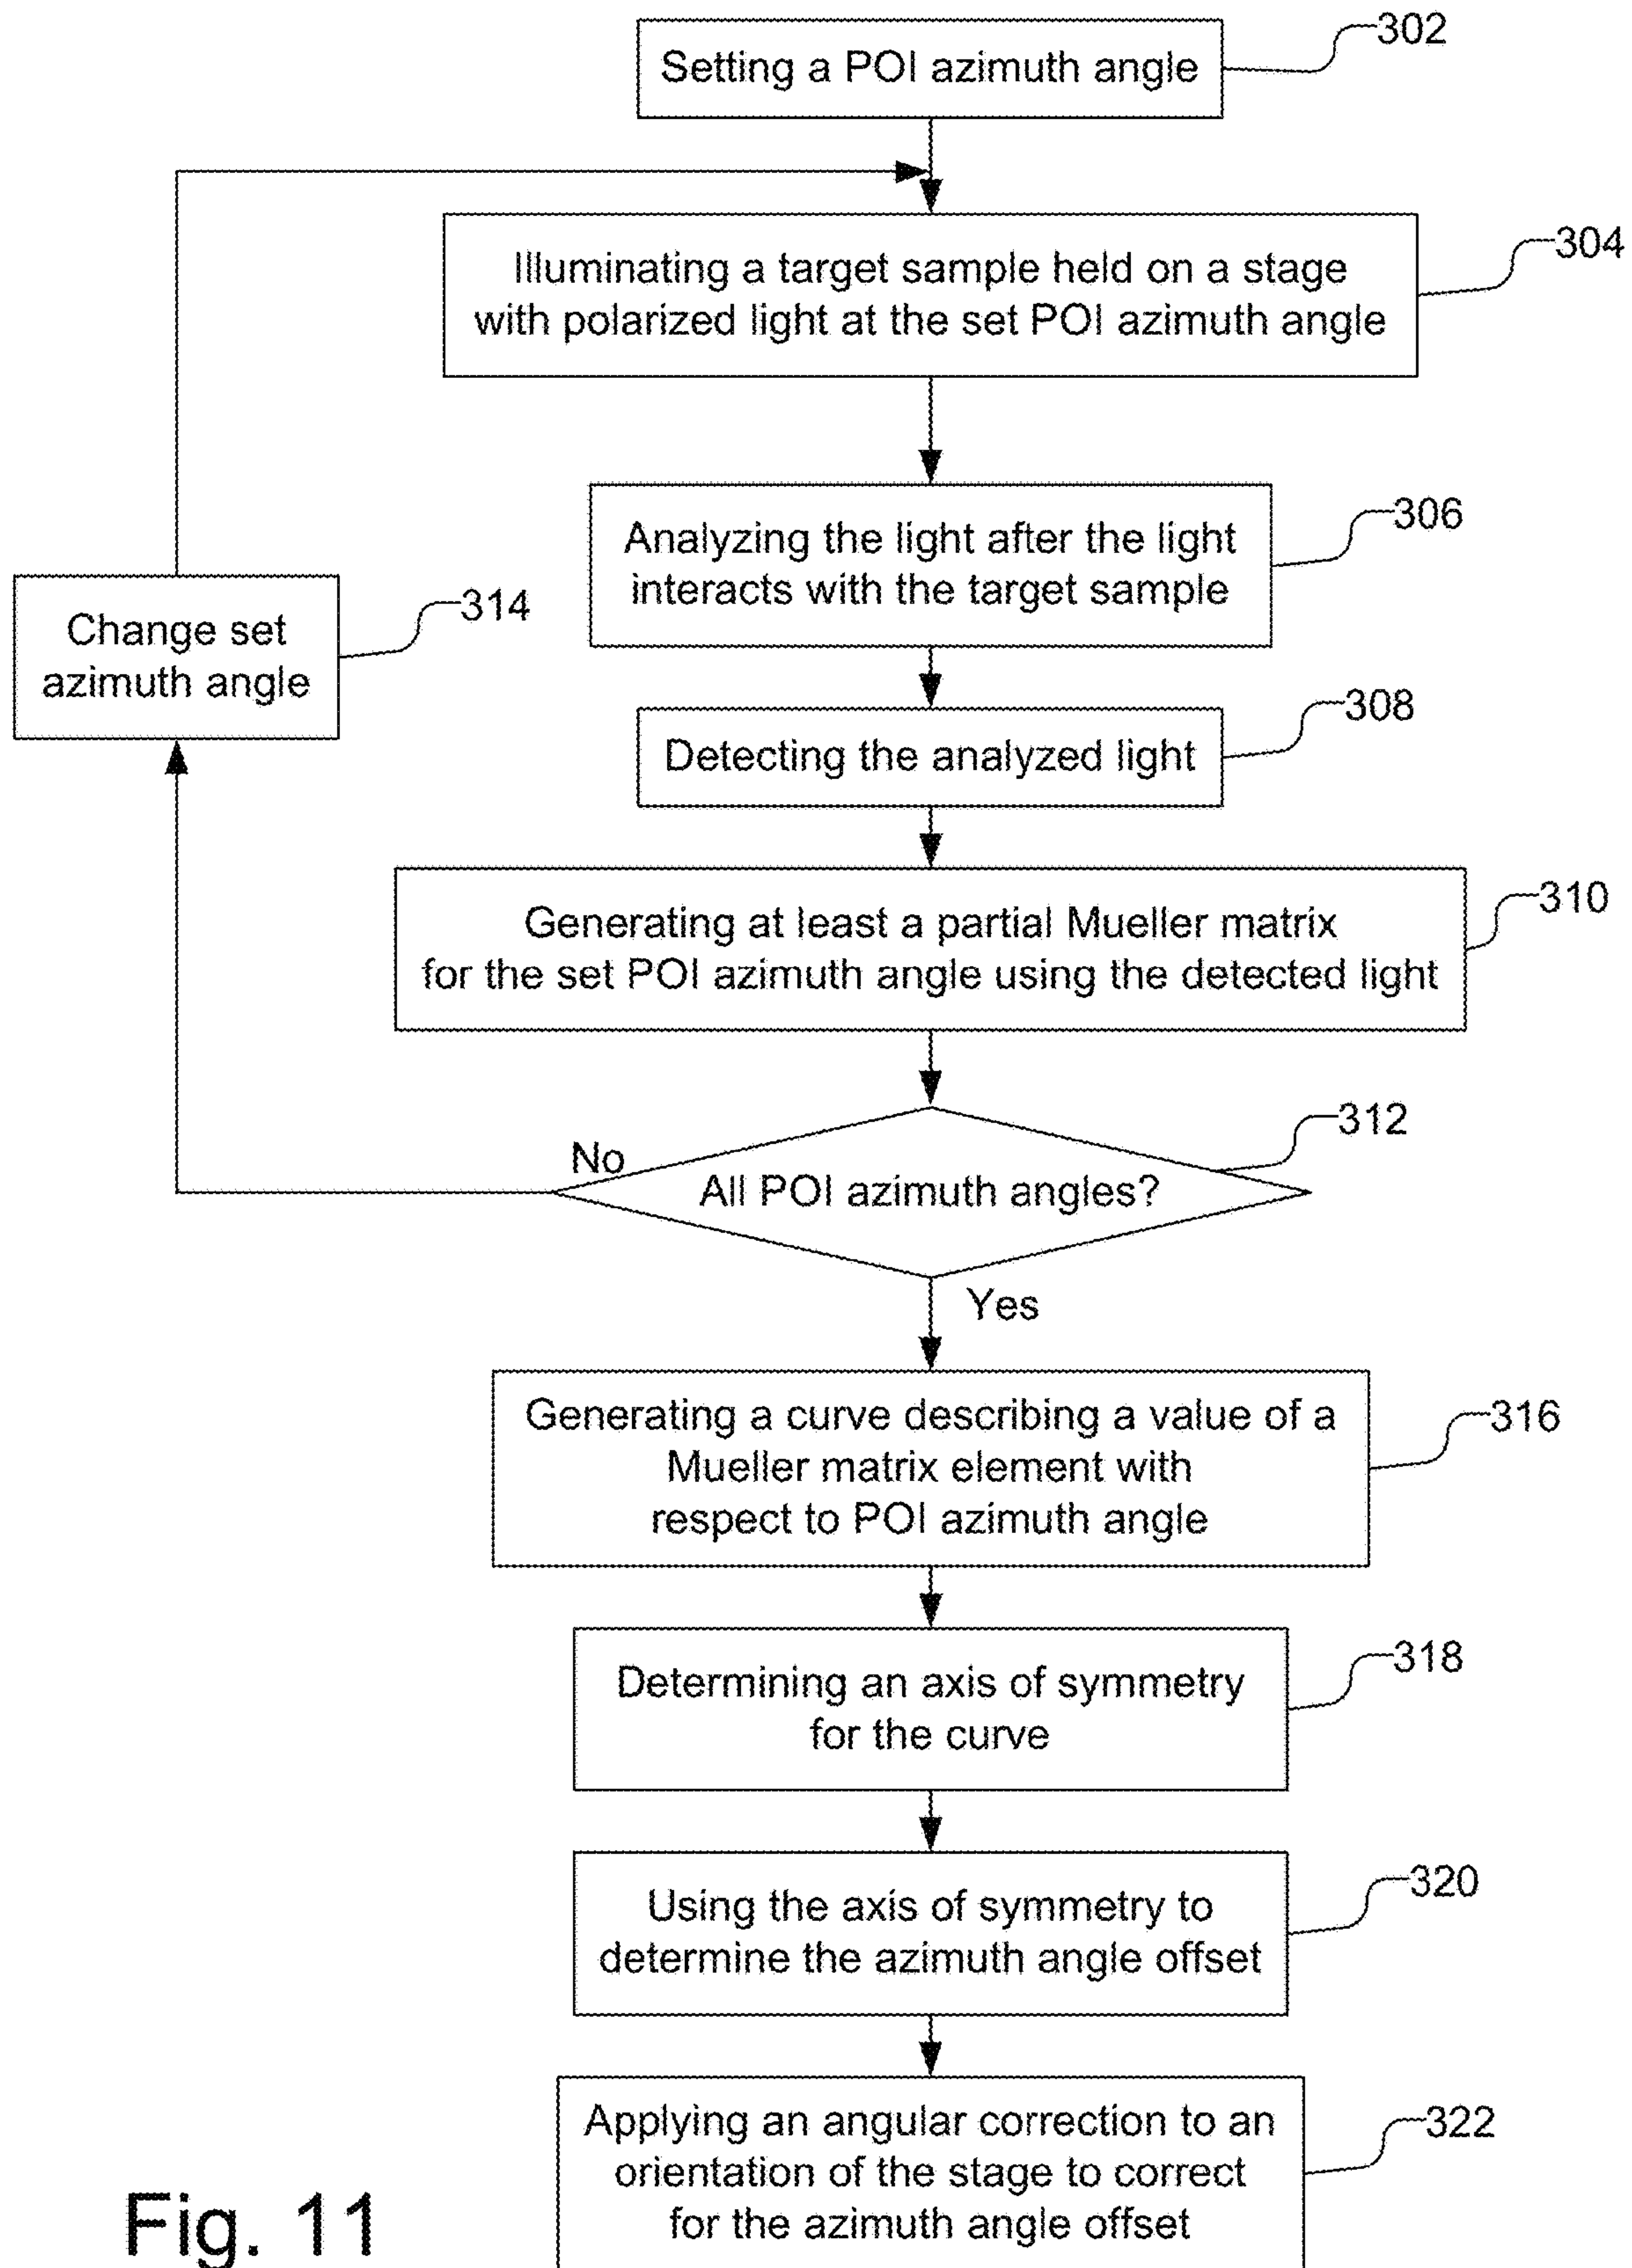 Setting a POI azimuth angle
302
Illuminating a target sample held on a stage
with polarized light at the set POI azimuth angle
304
Analyzing the light after the light
interacts with the target sample
306
Change set
azimuth angle
314
Detecting the analyzed light
308
Generating at least a partial Mueller matrix
for the set POI azimuth angle using the detected light
310
All POI azimuth angles?
312
No
Yes
Generating a curve describing a value of a
Mueller matrix element with
respect to POI azimuth angle
316
Determining an axis of symmetry
for the curve
318
Using the axis of symmetry to
determine the azimuth angle offset
320
Applying an angular correction to an
orientation of the stage to correct
for the azimuth angle offset
322
Fig. 11